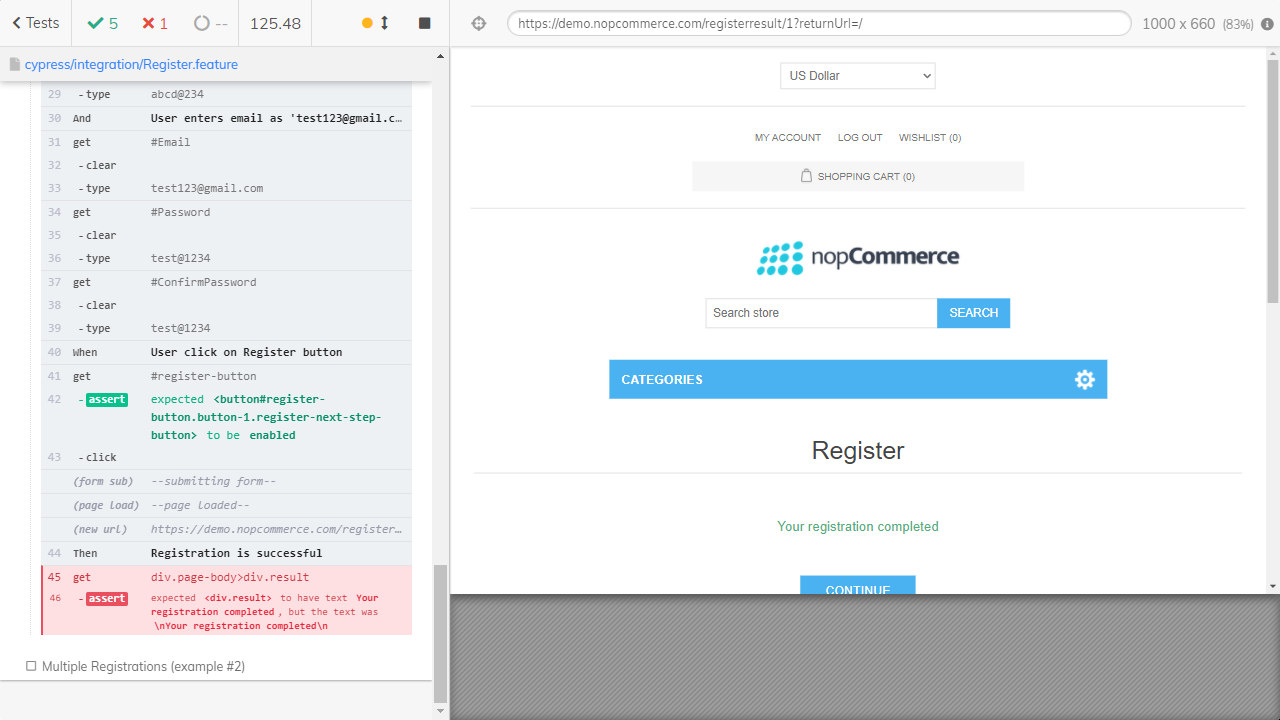 Tests
5
1
--
125.48
https://demo.nopcommerce.com/registerresult/1?returnUrl=/
1000 x 660 (83%)
cypress/integration/Register.feature
29 - type abcd@234
30 And User enters email as 'test123@gmail.c…
31 get #Email
32 - clear
33 - type test123@gmail.com
34 get #Password
35 - clear
36 - type test@1234
37 get #ConfirmPassword
38 - clear
39 - type test@1234
40 When User click on Register button
41 get #register-button
42 - assert expected <button#register-
button.button-1.register-next-step-
button> to be enabled
43 - click
(form sub) --submitting form--
(page load) --page loaded--
(new url) https://demo.nopcommerce.com/register…
44 Then Registration is successful
45 get div.page-body>div.result
46 - assert expected <div.result> to have text Your
registration completed, but the text was
\nYour registration completed\n
Multiple Registrations (example #2)
US Dollar
MY ACCOUNT LOG OUT WISHLIST (0)
SHOPPING CART (0)
nopCommerce
Search store SEARCH
CATEGORIES
Register
Your registration completed
CONTINUE